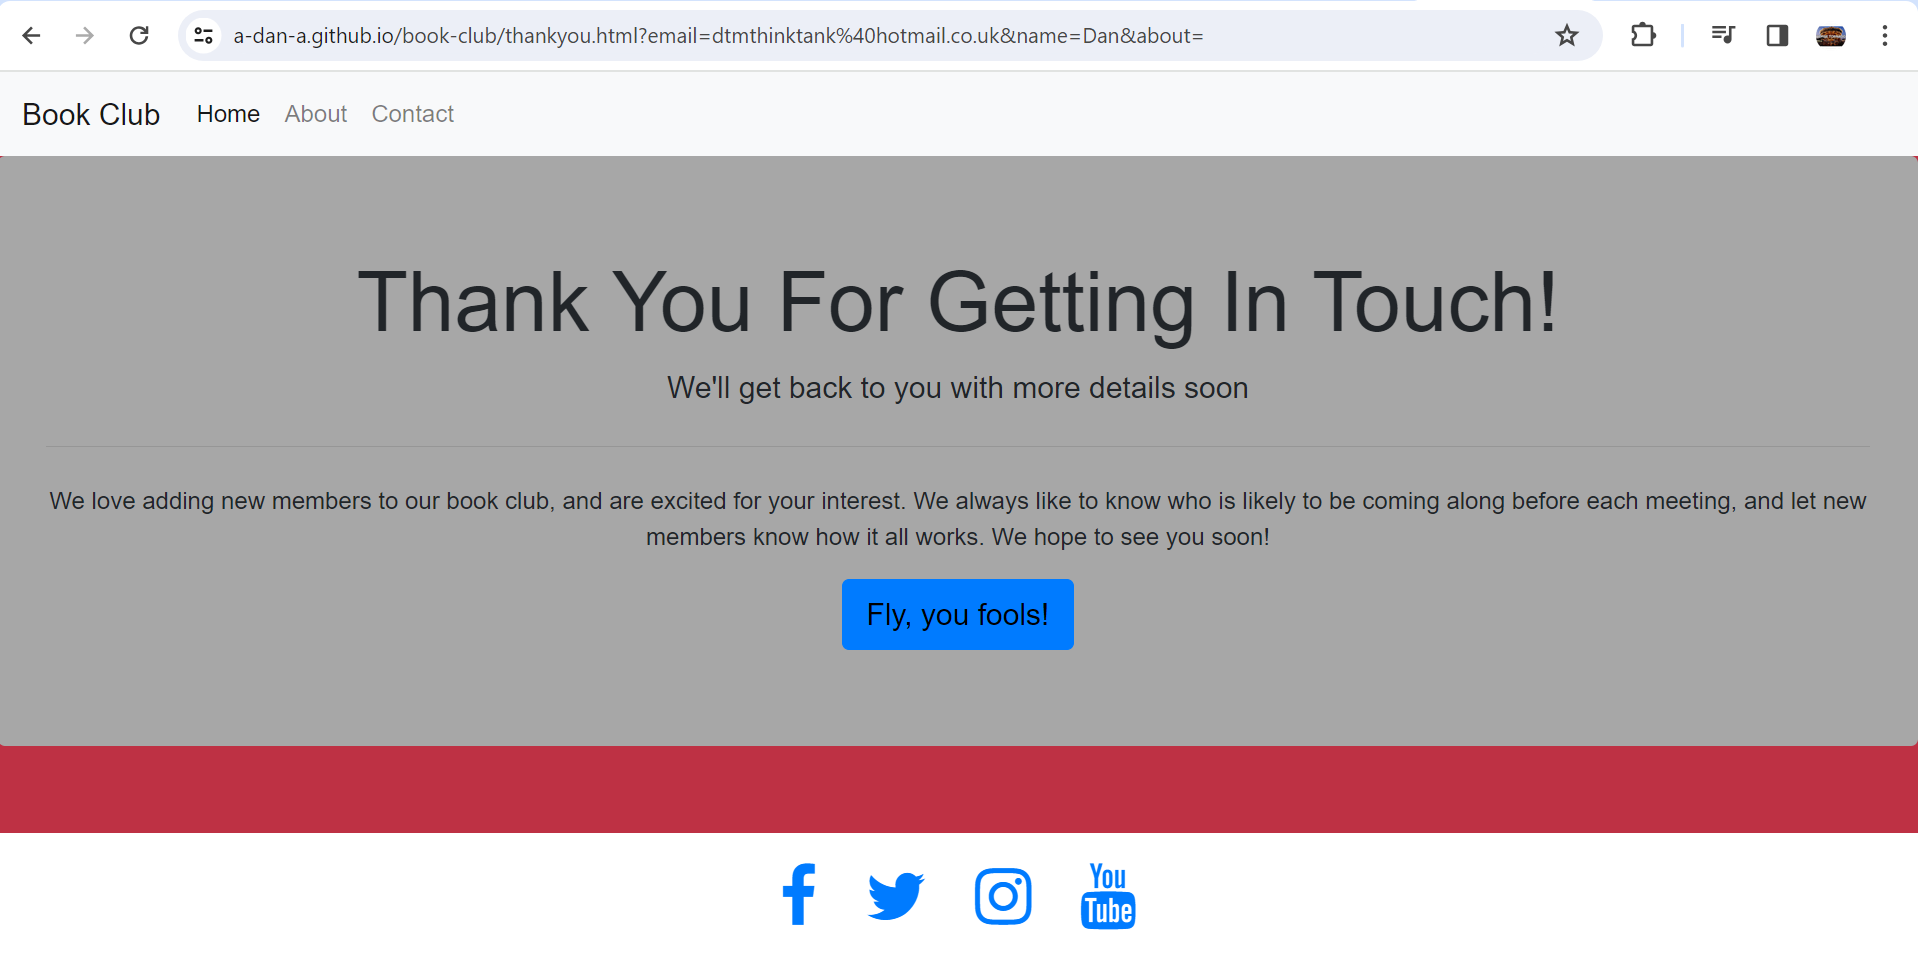 a-dan-a.github.io/book-club/thankyou.html?email=dtmthinktank%40hotmail.co.uk&name=Dan&about=
Book Club Home About Contact
Thank You For Getting In Touch!
We'll get back to you with more details soon
We love adding new members to our book club, and are excited for your interest. We always like to know who is likely to be coming along before each meeting, and let new
members know how it all works. We hope to see you soon!
Fly, you fools!
You
Tube